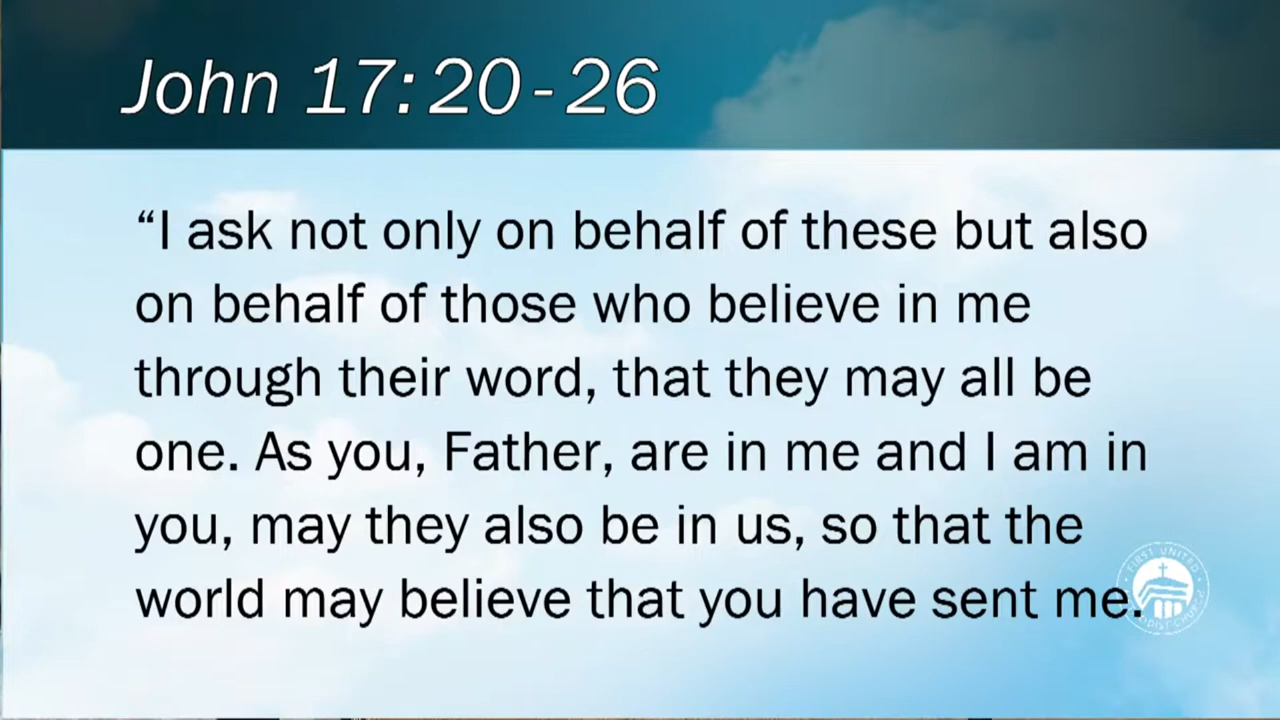 John 17:20-26
“I ask not only on behalf of these but also
on behalf of those who believe in me
through their word, that they may all be
one. As you, Father, are in me and I am in
you, may they also be in us, so that the
world may believe that you have sent me.
FIRST UNITED